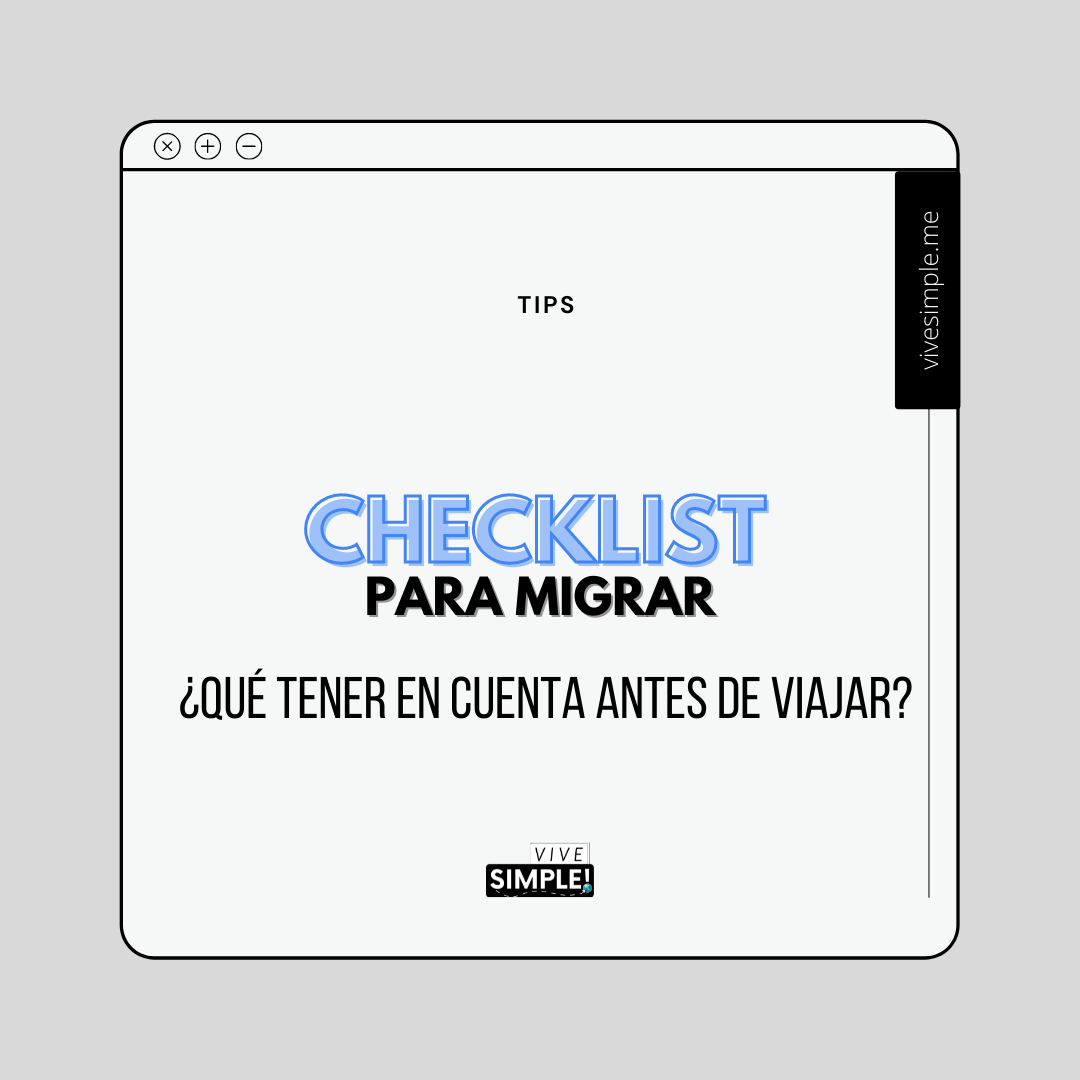 vivesimple.me
TIPS
CHECKLIST
PARA MIGRAR
¿QUÉ TENER EN CUENTA ANTES DE VIAJAR?
VIVE
SIMPLE!